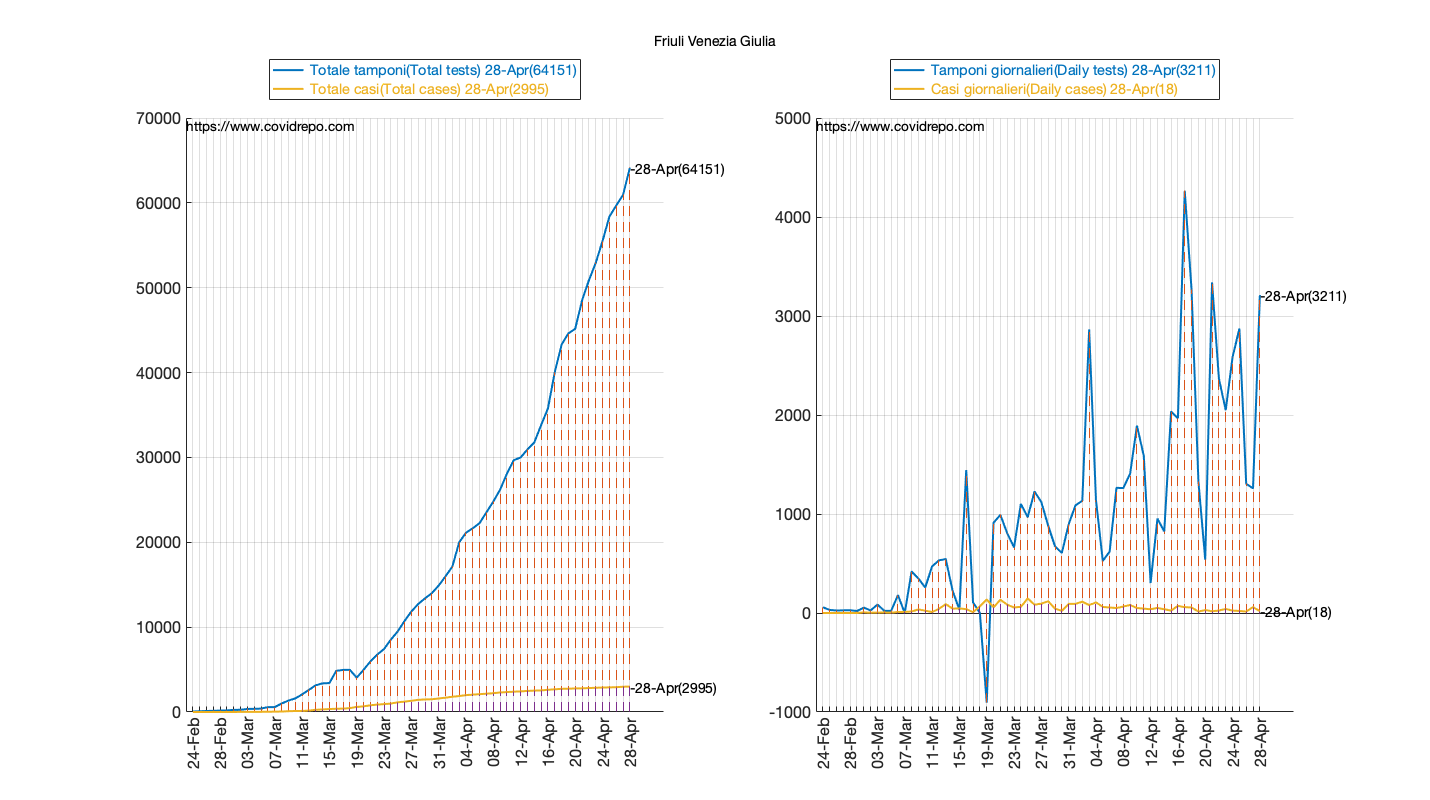 Friuli Venezia Giulia
Totale tamponi(Total tests) 28-Apr(64151)
Totale casi(Total cases) 28-Apr(2995)
70000
60000
50000
40000
30000
20000
10000
0
https://www.covidrepo.com
-28-Apr(64151)
-28-Apr(2995)
24-Feb
28-Feb
03-Mar
07-Mar
11-Mar
15-Mar
19-Mar
23-Mar
27-Mar
31-Mar
04-Apr
08-Apr
12-Apr
16-Apr
20-Apr
24-Apr
28-Apr
Tamponi giornalieri(Daily tests) 28-Apr(3211)
Casi giornalieri(Daily cases) 28-Apr(18)
5000
4000
3000
2000
1000
0
-1000
https://www.covidrepo.com
-28-Apr(3211)
-28-Apr(18)
24-Feb
28-Feb
03-Mar
07-Mar
11-Mar
15-Mar
19-Mar
23-Mar
27-Mar
31-Mar
04-Apr
08-Apr
12-Apr
16-Apr
20-Apr
24-Apr
28-Apr